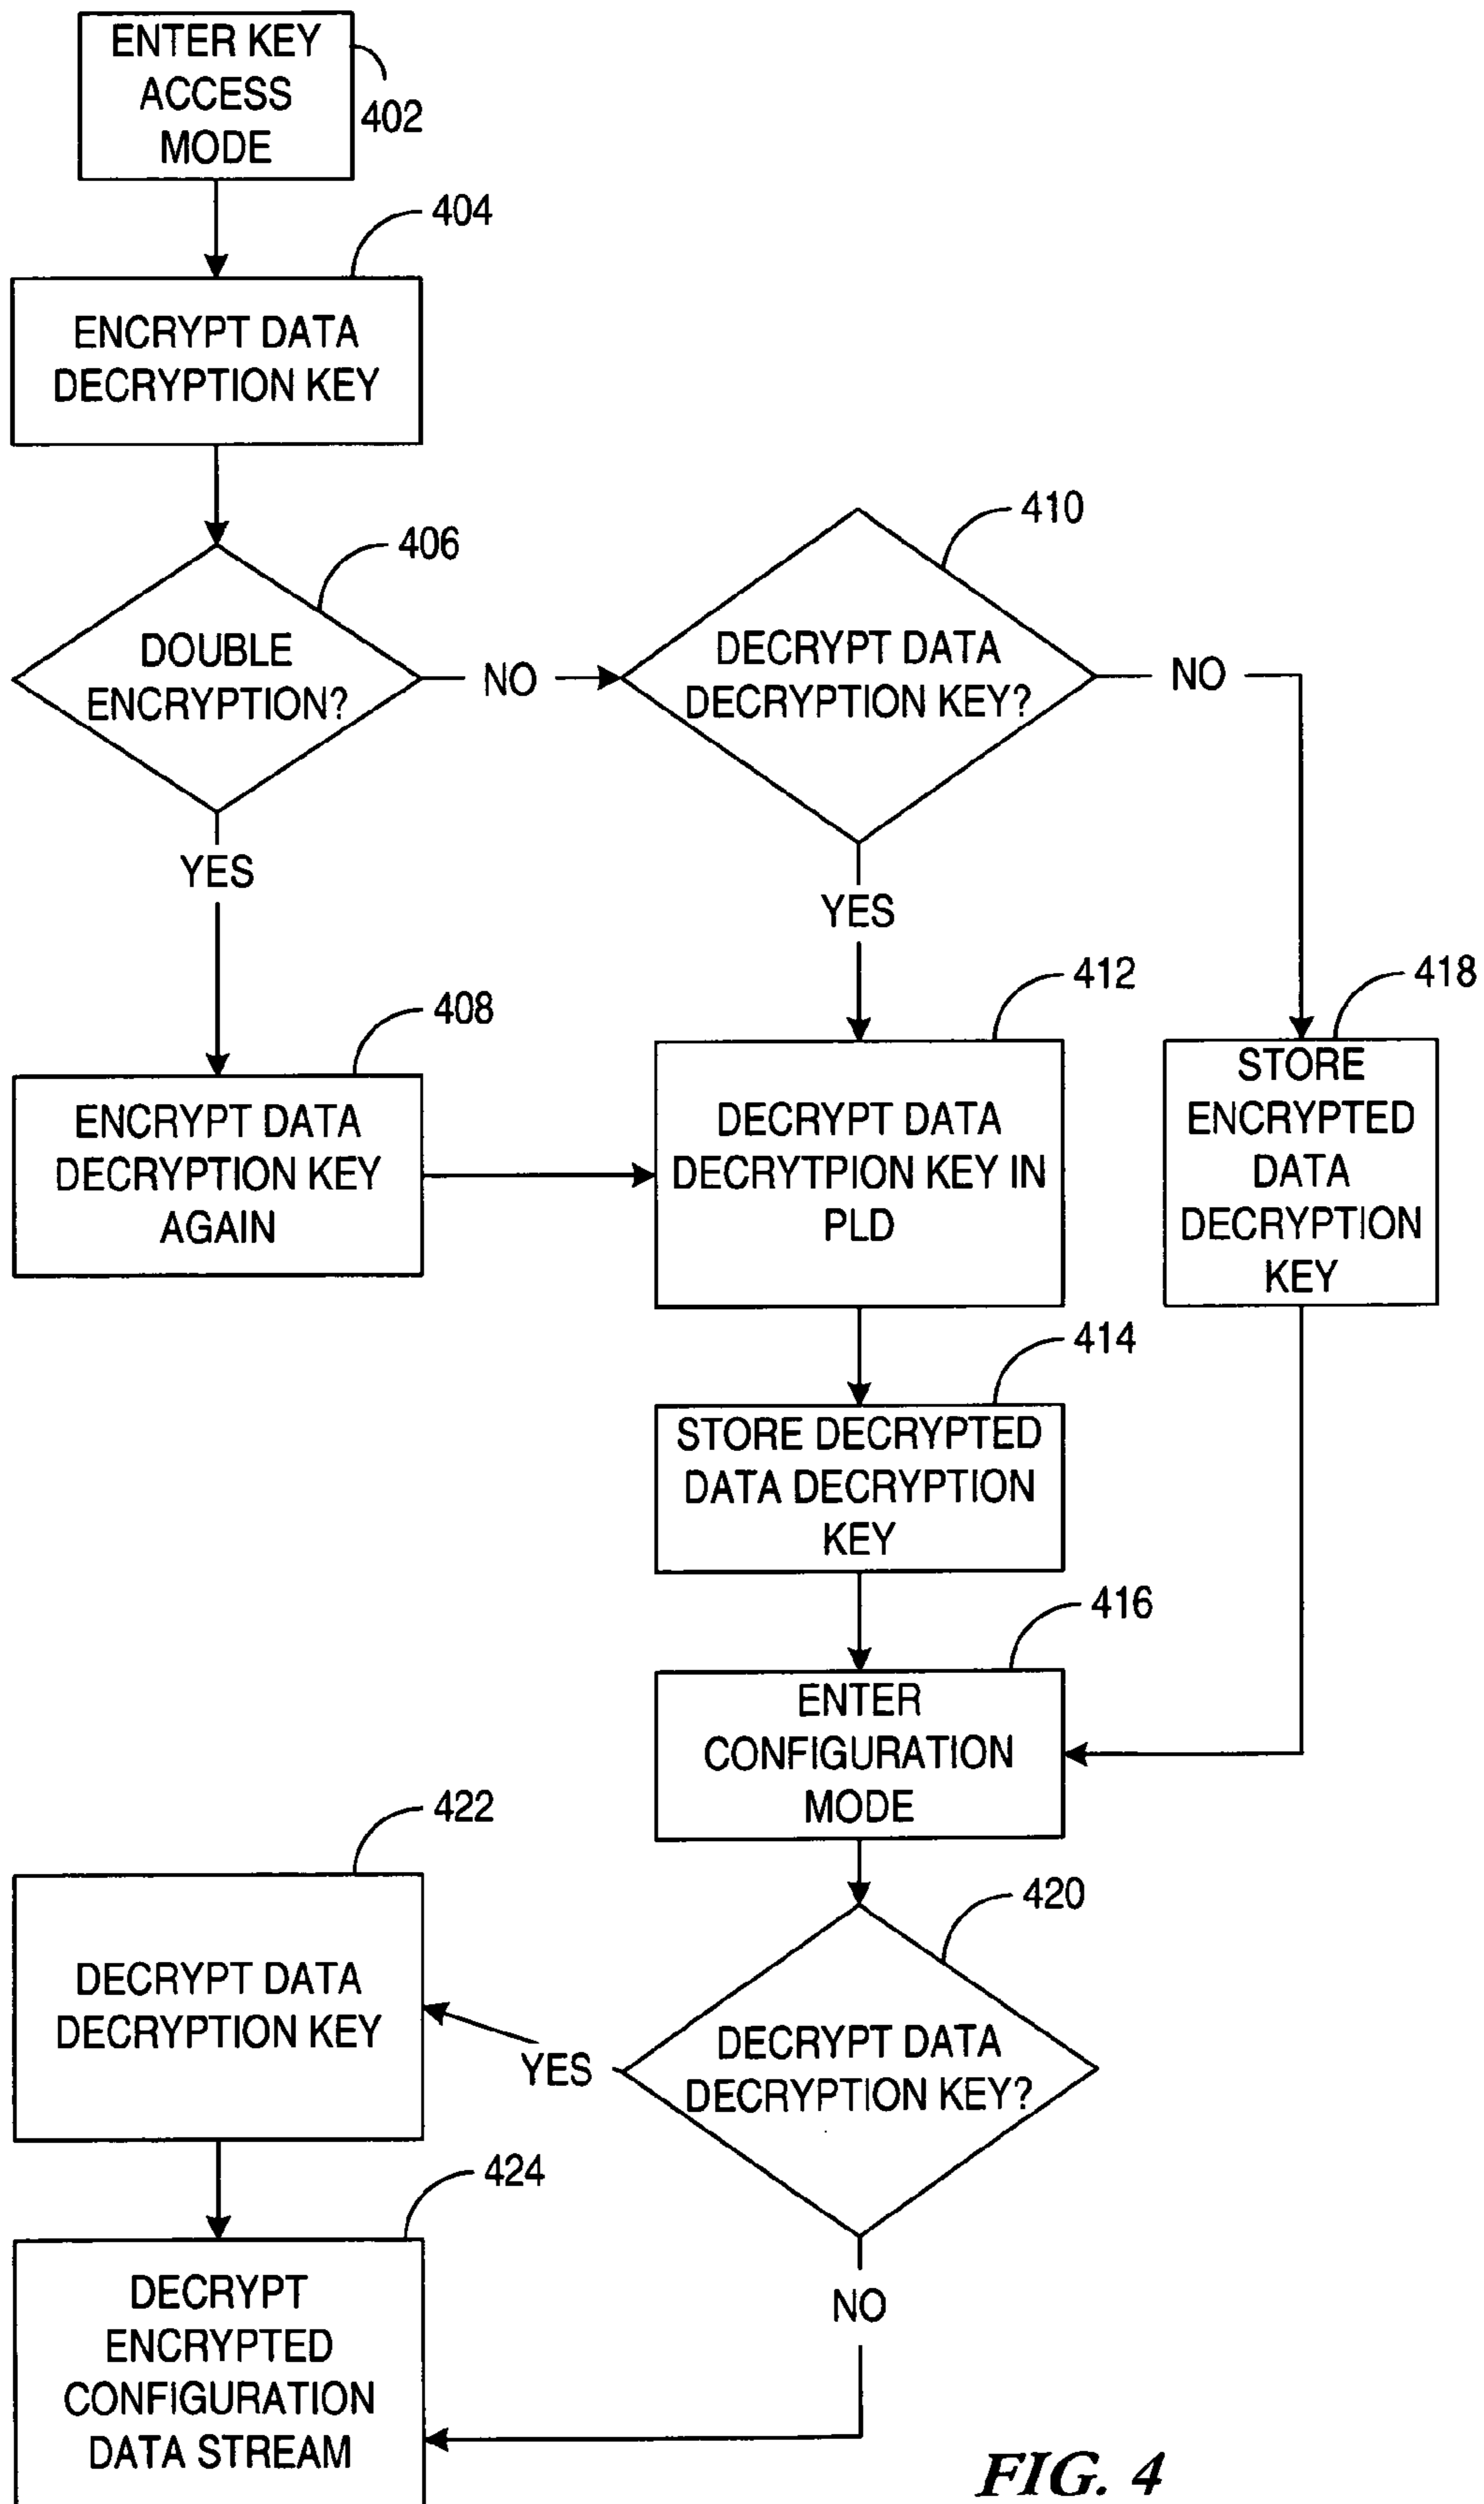 ENTER KEY
ACCESS
MODE
402
404
ENCRYPT DATA
DECRYPTION KEY
406
DOUBLE
ENCRYPTION?
NO
YES
410
DECRYPT DATA
DECRYPTION KEY?
NO
YES
408
ENCRYPT DATA
DECRYPTION KEY
AGAIN
412
DECRYPT DATA
DECRYTPION KEY IN
PLD
418
STORE
ENCRYPTED
DATA
DECRYPTION
KEY
414
STORE DECRYPTED
DATA DECRYPTION
KEY
416
ENTER
CONFIGURATION
MODE
420
DECRYPT DATA
DECRYPTION KEY?
YES
NO
422
DECRYPT DATA
DECRYPTION KEY
424
DECRYPT
ENCRYPTED
CONFIGURATION
DATA STREAM
FIG. 4